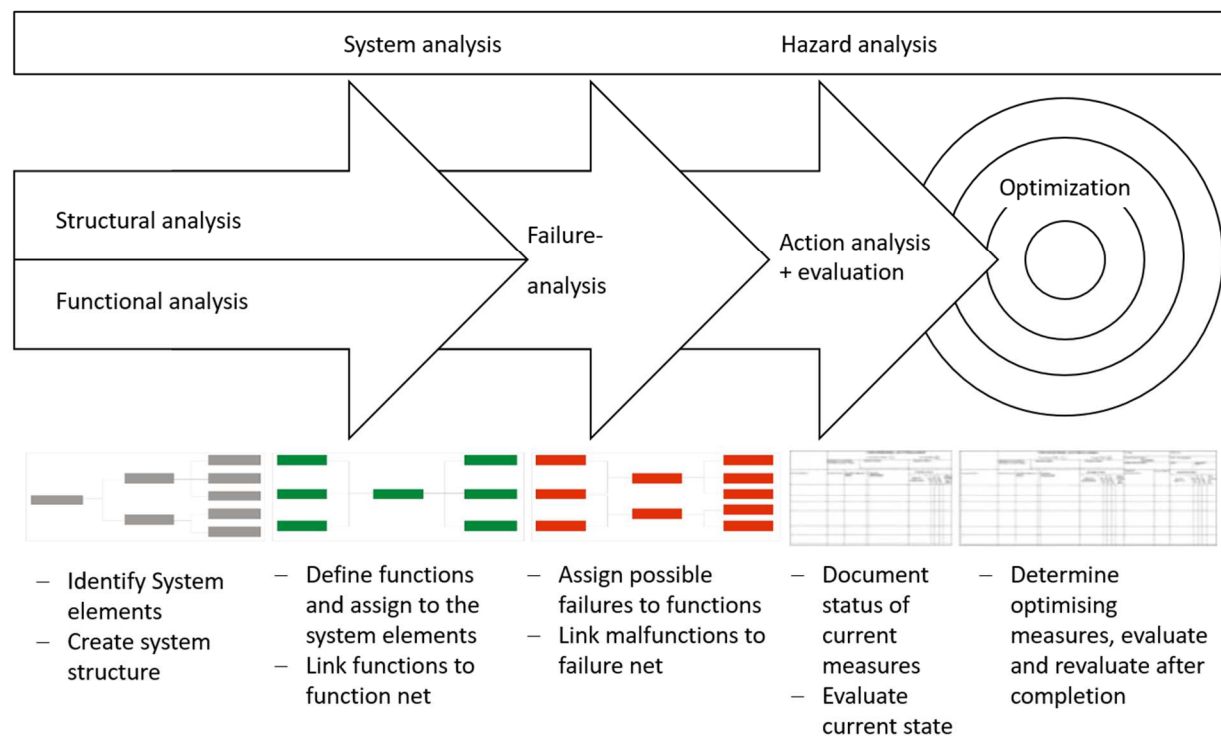 System analysis
Hazard analysis
Structural analysis
Functional analysis
Failure-
analysis
Action analysis
+ evaluation
Optimization
– Identify System
elements
– Create system
structure
– Define functions
and assign to the
system elements
– Link functions to
function net
– Assign possible
failures to functions
– Link malfunctions to
failure net
– Document
status of
current
measures
– Evaluate
current state
– Determine
optimising
measures, evaluate
and revaluate after
completion